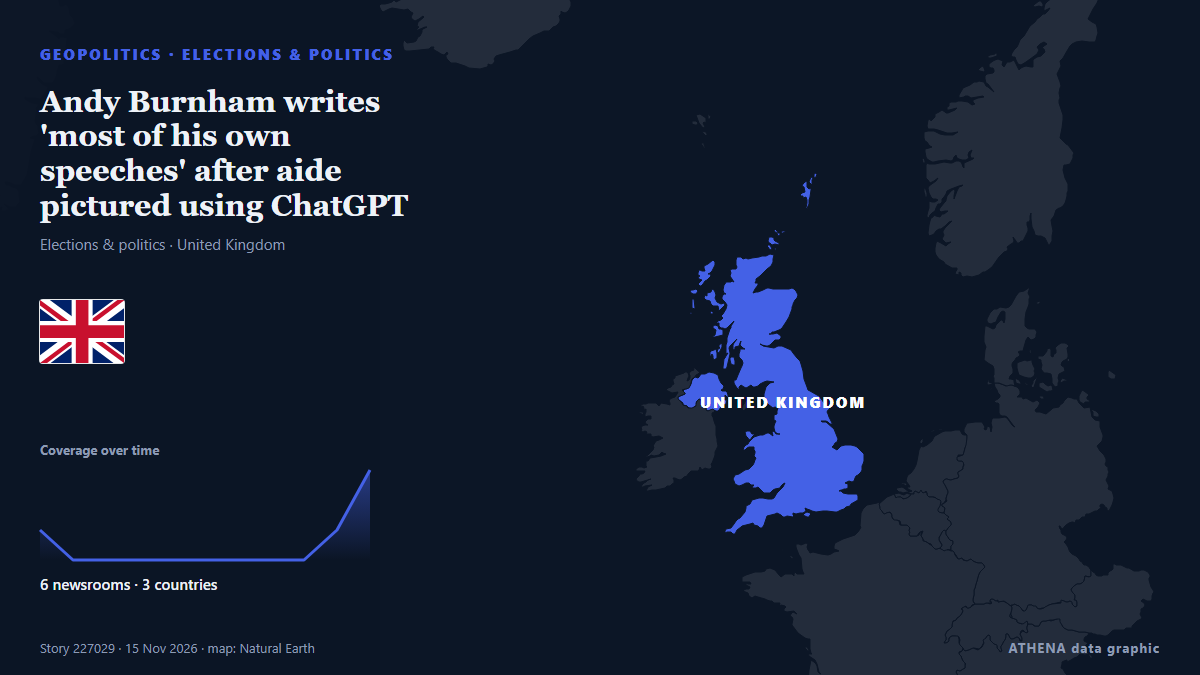 GEOPOLITICS · ELECTIONS & POLITICS
Andy Burnham writes
'most of his own
speeches' after aide
pictured using ChatGPT
Elections & politics · United Kingdom
UNITED KINGDOM
Coverage over time
6 newsrooms · 3 countries
Story 227029 · 15 Nov 2026 · map: Natural Earth
ATHENA data graphic